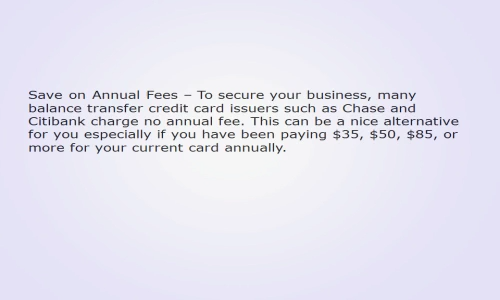 Save on Annual Fees – To secure your business, many
balance transfer credit card issuers such as Chase and
Citibank charge no annual fee. This can be a nice alternative
for you especially if you have been paying $35, $50, $85, or
more for your current card annually.